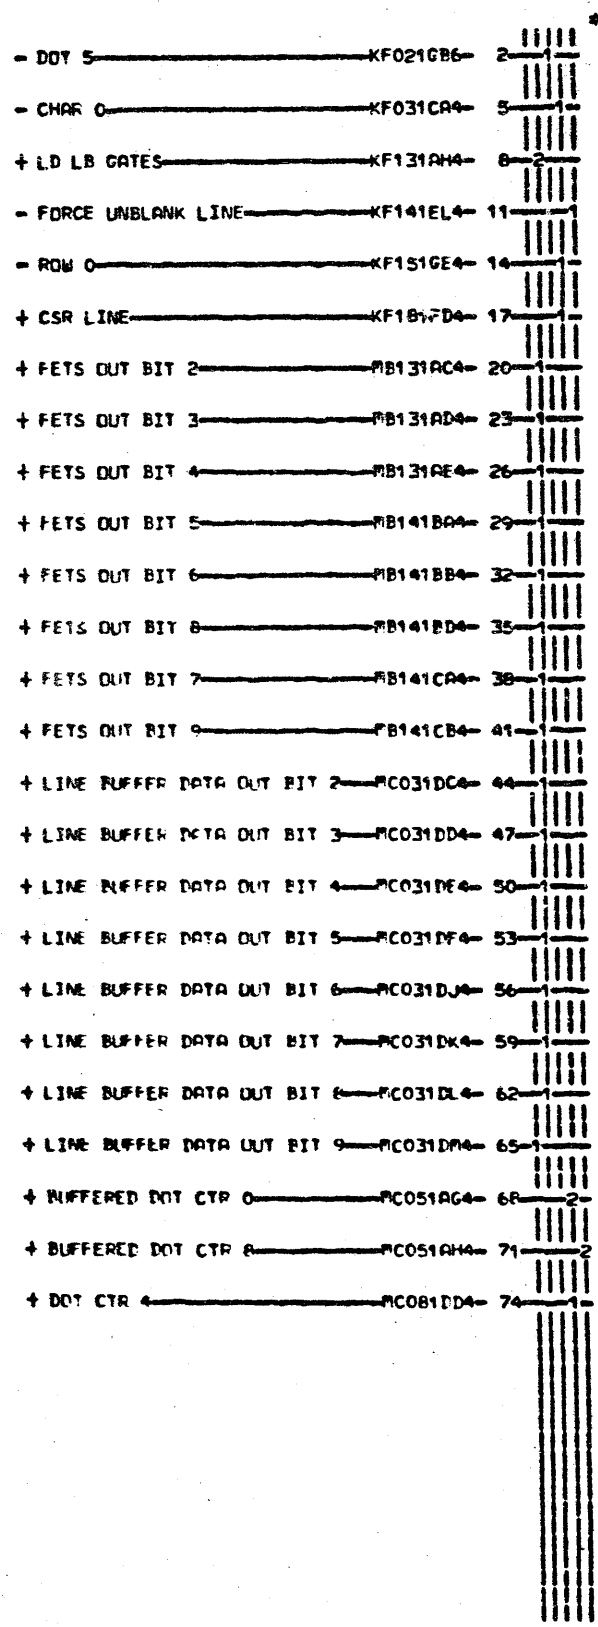 *
- DOT 5 KF021GB6 2 1
- CHAR 0 KF031CA4 5 1
+ LD LB GATES KF131AH4 8 2
- FORCE UNBLANK LINE KF141EL4 11 1
- ROW 0 KF151GE4 14 1
+ CSR LINE 17 1
+ FETS OUT BIT 2 MB131AC4 20 1
+ FETS OUT BIT 3 MB131AD4 23 1
+ FETS OUT BIT 4 MB131AE4 26 1
+ FETS OUT BIT 5 MB141BA4 29 1
+ FETS OUT BIT 6 MB141BB4 32 1
+ FETS OUT BIT 8 MB141BD4 35 1
+ FETS OUT BIT 7 MB141CA4 38 1
+ FETS OUT BIT 9 MB141CB4 41 1
+ LINE BUFFER DATA OUT BIT 2 MC031DC4 44 1
+ LINE BUFFER DATA OUT BIT 3 MC031DD4 47 1
+ LINE BUFFER DATA OUT BIT 4 MC031DE4 50 1
+ LINE BUFFER DATA OUT BIT 5 MC031DF4 53 1
+ LINE BUFFER DATA OUT BIT 6 MC031DJ4 56 1
+ LINE BUFFER DATA OUT BIT 7 MC031DK4 59 1
+ LINE BUFFER DATA OUT BIT 8 MC031DL4 62 1
+ LINE BUFFER DATA OUT BIT 9 MC031DM4 65 1
+ BUFFERED DOT CTR 0 MC051AG4 68 2
+ BUFFERED DOT CTR 8 MC051AH4 71 2
+ DOT CTR 4 MC081DD4 74 1